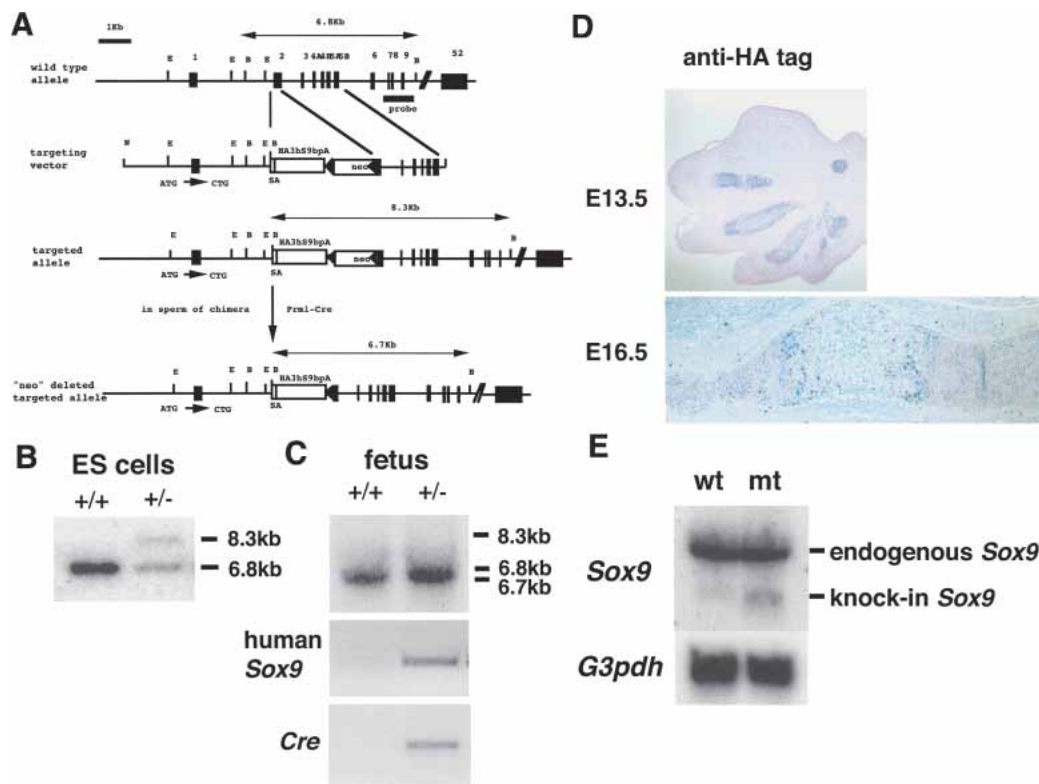 A
1Kb
6.8Kb
E 1 E B E 2 3 4A4B5A5B 6 78 9 B 52
wild type
allele
probe
N E E B E B HA3hS9bpA
targeting
vector
neo
SA
ATG CTG
8.3Kb
E E B E B HA3hS9bpA B
targeted
allele
neo
SA
ATG CTG
in sperm of chimera Prm1-Cre
6.7Kb
E E B E B HA3hS9bpA B
"neo" deleted
targeted allele
SA
ATG CTG
B
ES cells
+/+ +/-
8.3kb
6.8kb
C
fetus
+/+ +/-
8.3kb
6.8kb
6.7kb
human
Sox9
Cre
D
anti-HA tag
E13.5
E16.5
E
wt mt
Sox9
endogenous Sox9
knock-in Sox9
G3pdh